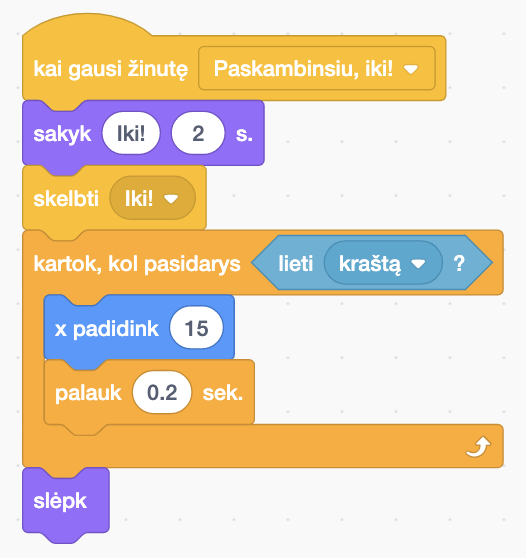 kai gausi žinutę Paskambinsiu, iki!
sakyk Iki! 2 s.
skelbti Iki!
kartok, kol pasidarys lieti kraštą ?
x padidink 15
palauk 0.2 sek.
slėpk